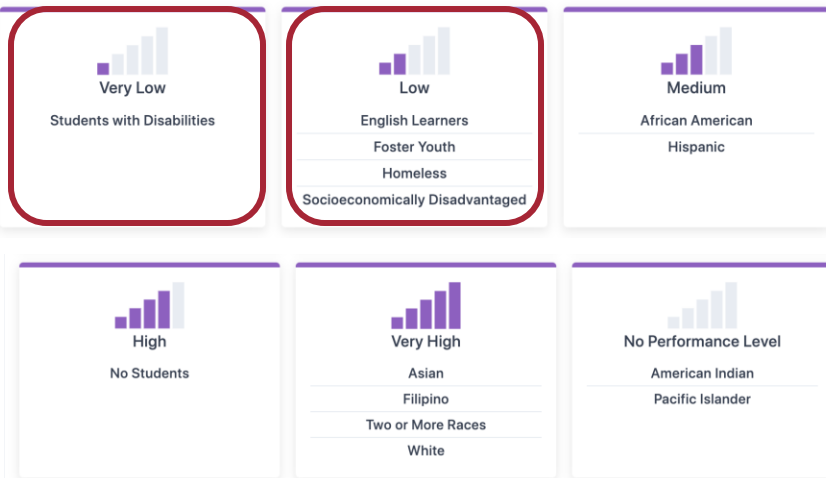 Very Low
Students with Disabilities
Low
English Learners
Foster Youth
Homeless
Socioeconomically Disadvantaged
Medium
African American
Hispanic
High
No Students
Very High
Asian
Filipino
Two or More Races
White
No Performance Level
American Indian
Pacific Islander